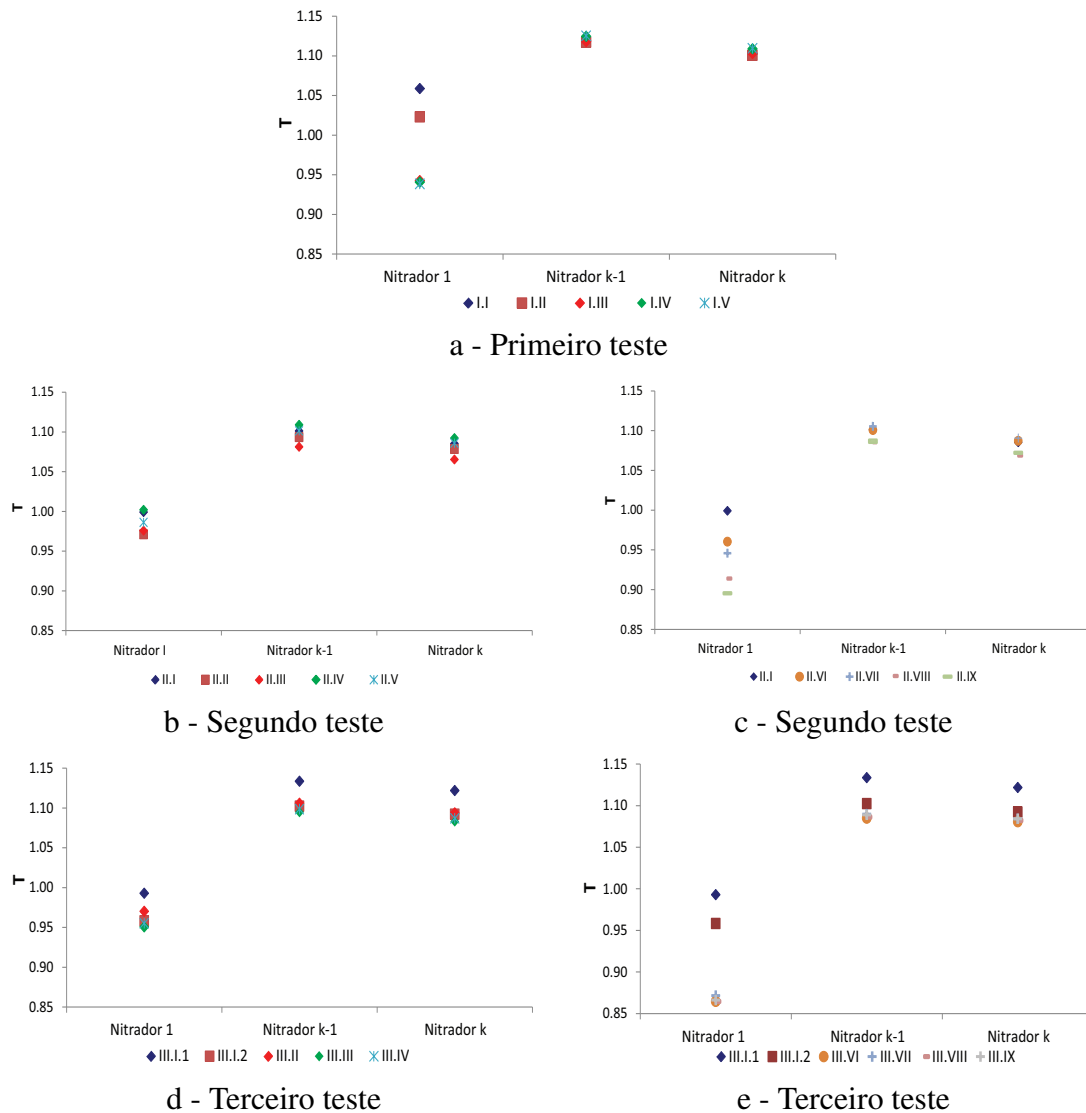 1.15
1.10
1.05
1.00
0.95
0.90
0.85
T
Nitrador 1 Nitrador k-1 Nitrador k
I.I I.II I.III I.IV I.V
a - Primeiro teste
1.15
1.10
1.05
1.00
0.95
0.90
0.85
T
Nitrador I Nitrador k-1 Nitrador k
II.I II.II II.III II.IV II.V
b - Segundo teste
1.15
1.10
1.05
1.00
0.95
0.90
0.85
T
Nitrador 1 Nitrador k-1 Nitrador k
II.I II.VI II.VII II.VIII II.IX
c - Segundo teste
1.15
1.10
1.05
1.00
0.95
0.90
0.85
T
Nitrador 1 Nitrador k-1 Nitrador k
III.I.1 III.I.2 III.II III.III III.IV
d - Terceiro teste
1.15
1.10
1.05
1.00
0.95
0.90
0.85
T
Nitrador 1 Nitrador k-1 Nitrador k
III.I.1 III.I.2 III.VI III.VII III.VIII III.IX
e - Terceiro teste